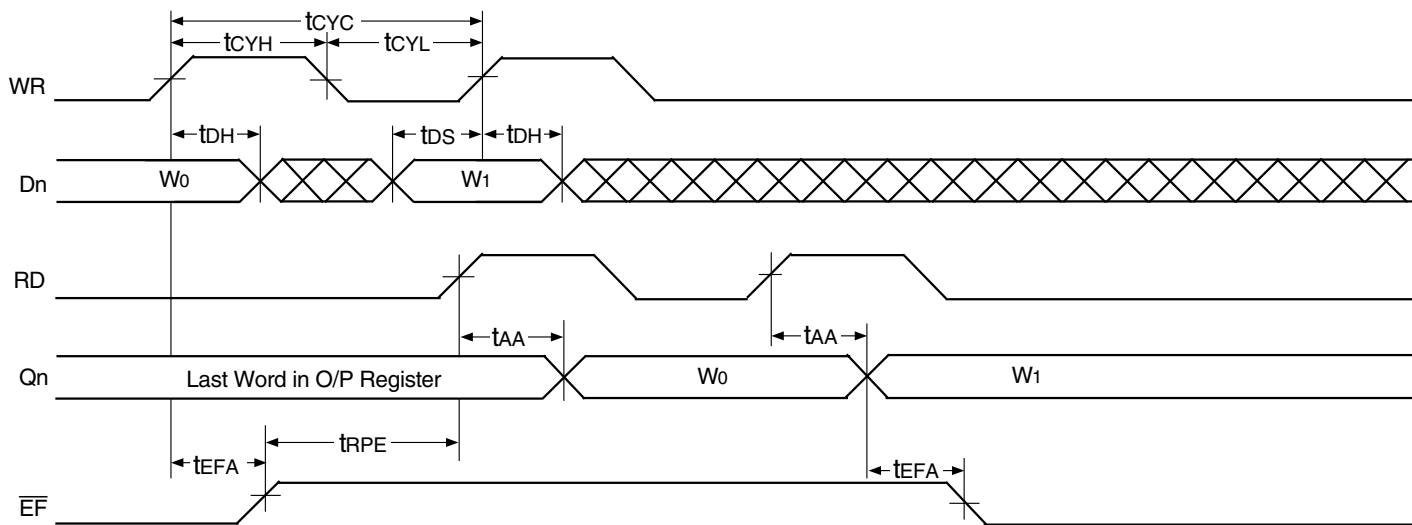 tCYC
tCYH
tCYL
WR
tDH
tDS
tDH
Dn
W0
W1
RD
tAA
tAA
Qn
Last Word in O/P Register
W0
W1
tRPE
tEFA
tEFA
EF